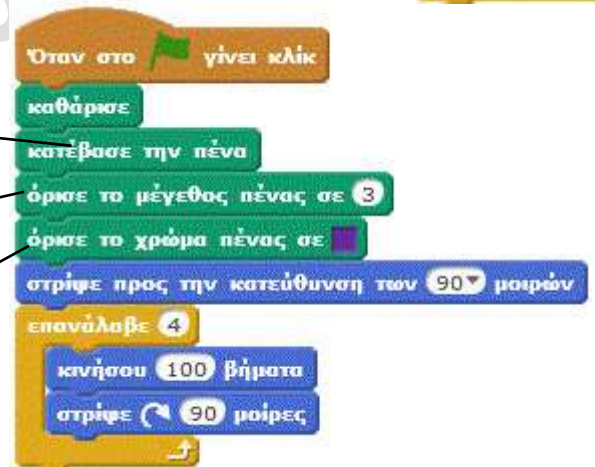 Όταν στο γίνει κλίκ
καθάρισε
κατέβασε την πένα
όρισε το μέγεθος πένας σε 3
όρισε το χρώμα πένας σε
στρίψε προς την κατεύθυνση των 90 μοιρών
επανάλαβε 4
κινήσου 100 βήματα
στρίψε 90 μοίρες